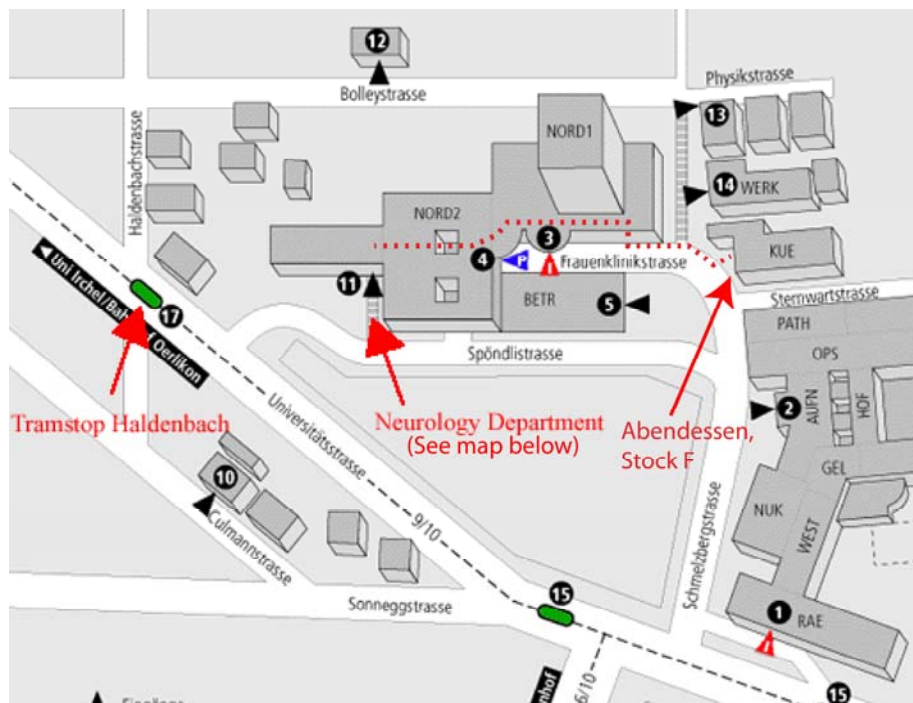 12
Bolleystrasse
Physikstrasse
13
NORD1
Haldenbachstrasse
14 WERK
NORD2
3
KUE
4
P
Frauenklinikstrasse
11
BETR
5
Sternwartstrasse
17
Uni Irchel/Bahnhof Oerlikon
PATH
Spöndlistrasse
OPS
Tramstop Haldenbach
Universitätsstrasse
Neurology Department
(See map below)
Abendessen,
Stock F
2
AUFN
HOF
10
GEL
Culmannstrasse
9/10
NUK
WEST
Schmelzbergstrasse
Sonneggstrasse
15
1
RAE
6/10
15